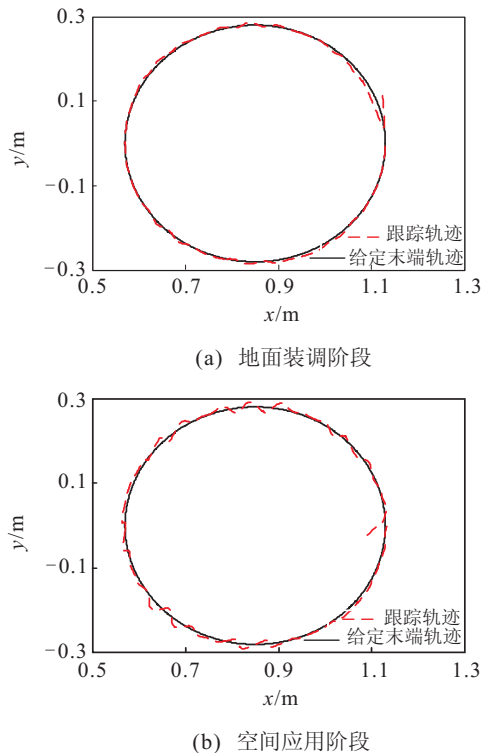 0.3
0.1
-0.1
-0.3
y/m
跟踪轨迹
给定末端轨迹
0.5 0.7 0.9 1.1 1.3
x/m
(a) 地面装调阶段
0.3
0.1
-0.1
-0.3
y/m
跟踪轨迹
给定末端轨迹
0.5 0.7 0.9 1.1 1.3
x/m
(b) 空间应用阶段